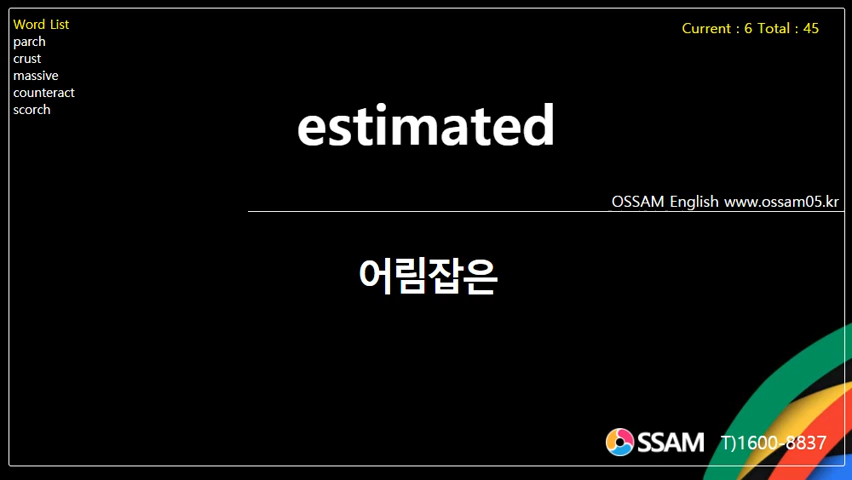 Word List
parch
crust
massive
counteract
scorch
Current : 6 Total : 45
estimated
OSSAM English www.ossam05.kr
어림잡은
OSSAM T)1600-8837